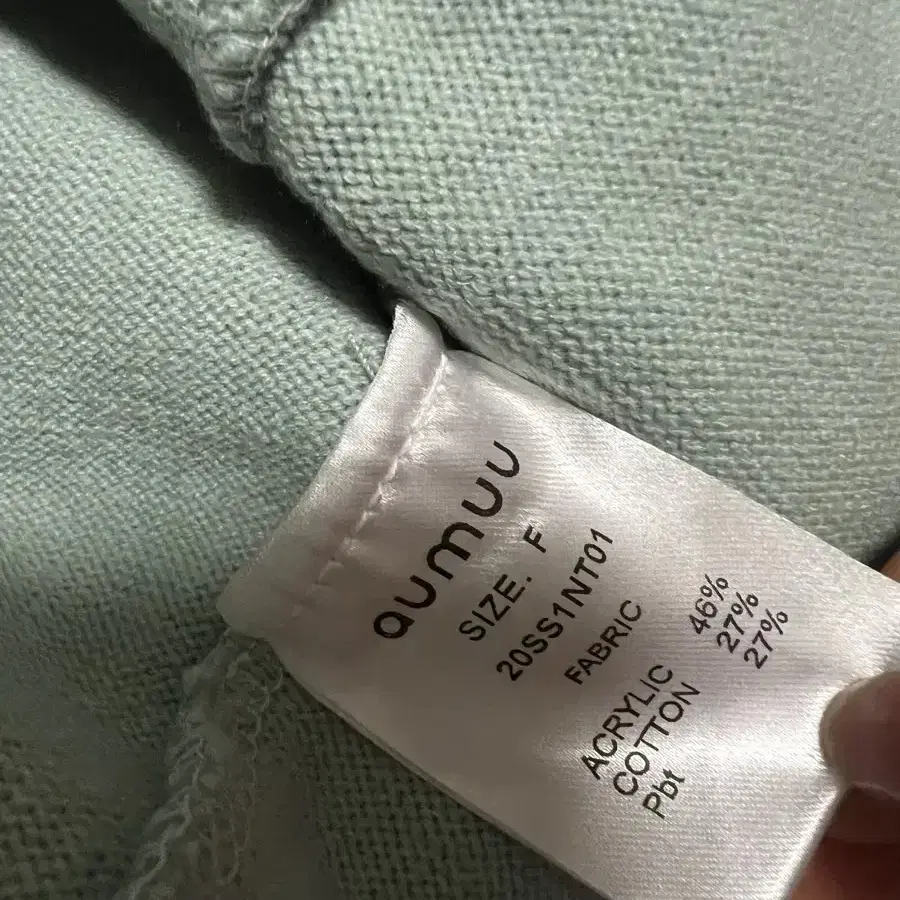 aumuu
SIZE. F
20SS1NT01
FABRIC
ACRYLIC 46%
COTTON 27%
Pbt 27%